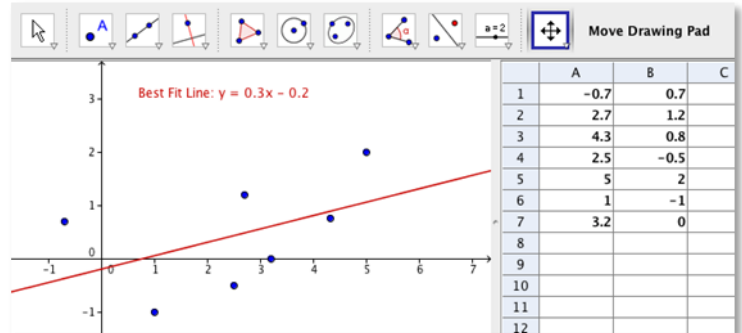 A α a=2 Move Drawing Pad
Best Fit Line: y = 0.3x − 0.2
3
2
1
0
−1
−1 0 1 2 3 4 5 6 7
A B C
1 −0.7 0.7
2 2.7 1.2
3 4.3 0.8
4 2.5 −0.5
5 5 2
6 1 −1
7 3.2 0
8
9
10
11
12